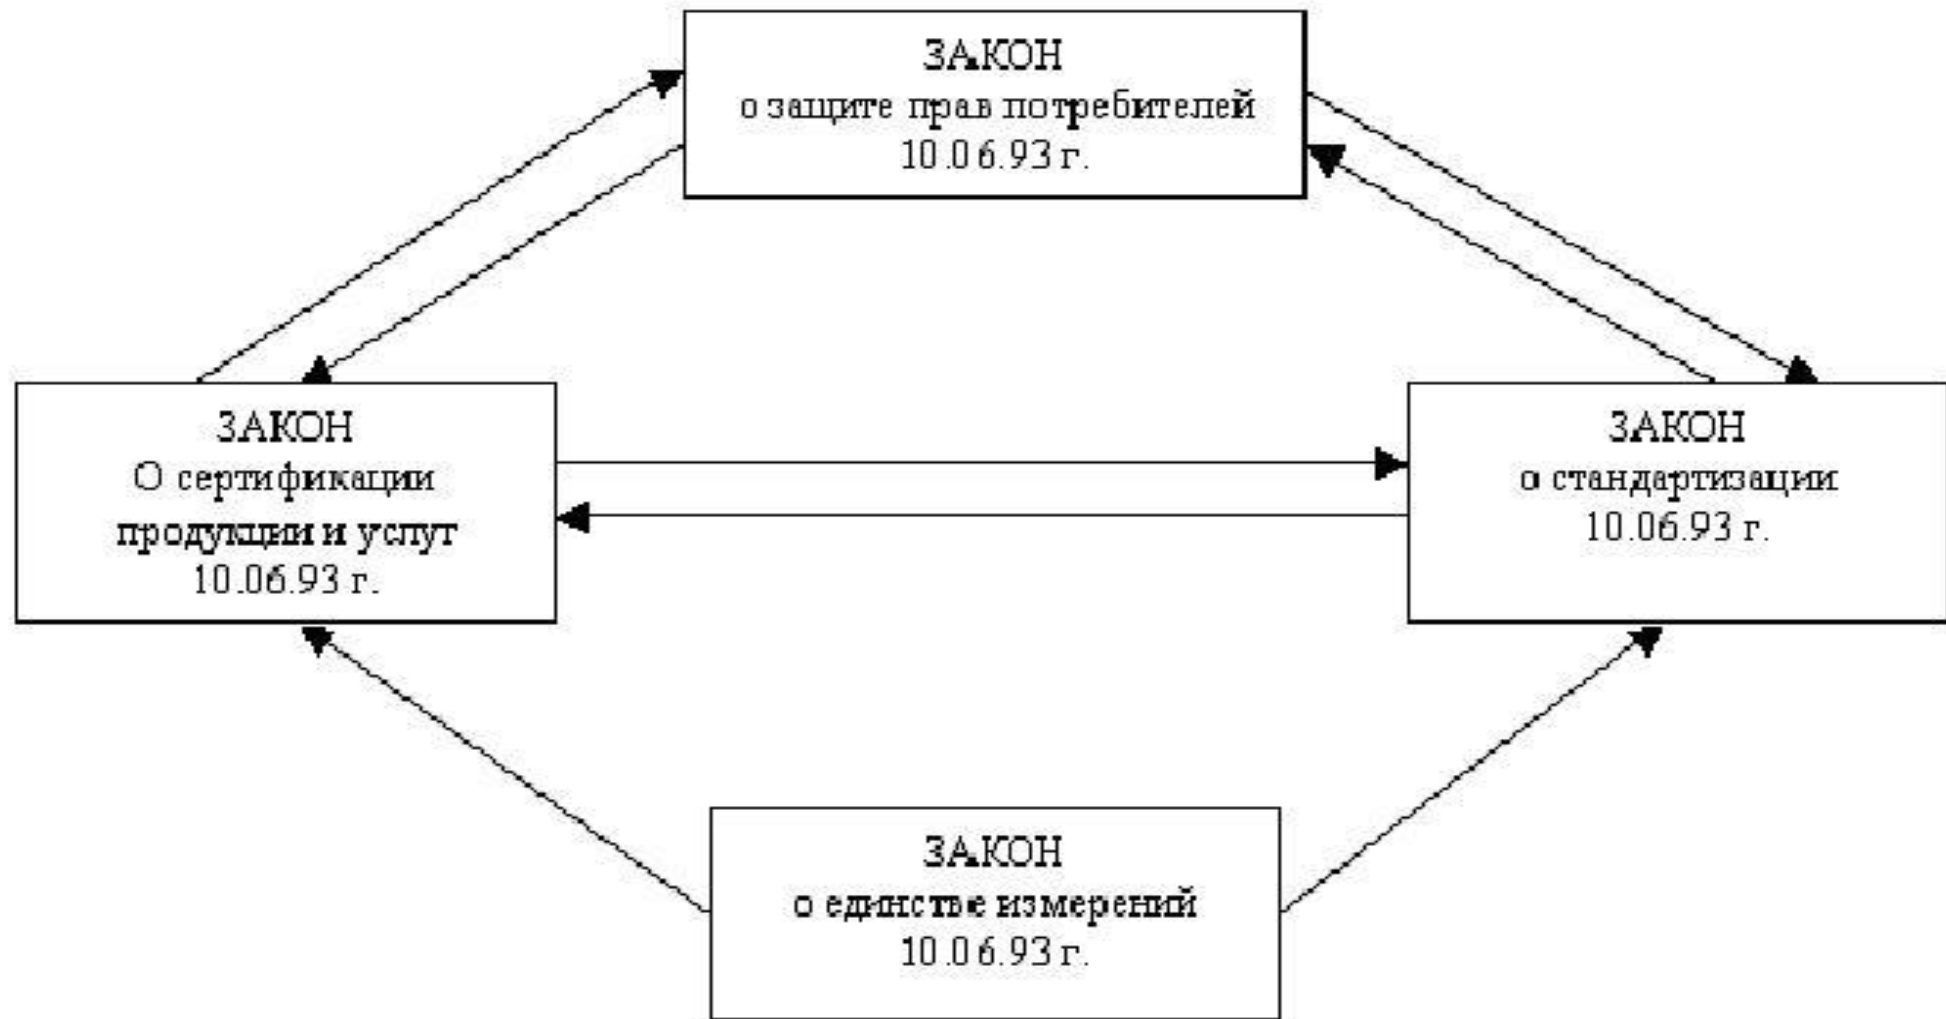 ЗАКОН
о защите прав потребителей
10.06.93 г.
ЗАКОН
О сертификации
продукции и услуг
10.06.93 г.
ЗАКОН
о стандартизации
10.06.93 г.
ЗАКОН
о единстве измерений
10.06.93 г.